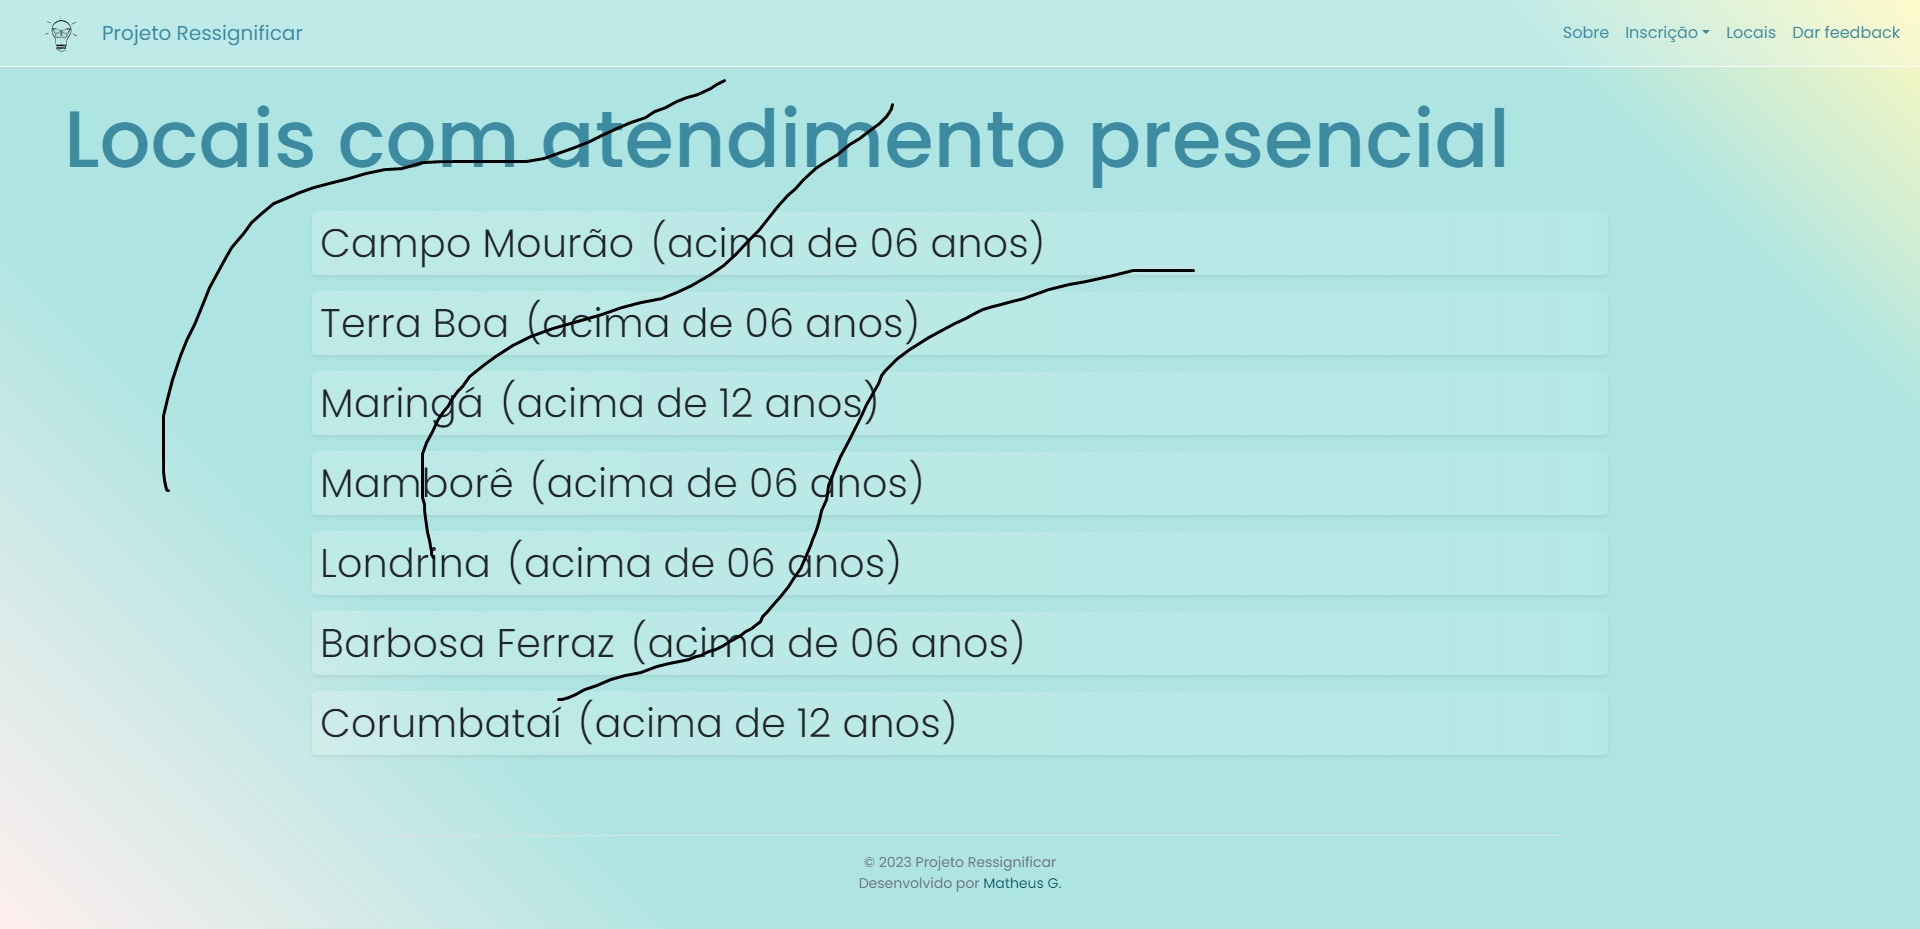 Projeto Ressignificar
Sobre Inscrição Locais Dar feedback
Locais com atendimento presencial
Campo Mourão (acima de 06 anos)
Terra Boa (acima de 06 anos)
Maringá (acima de 12 anos)
Mamborê (acima de 06 anos)
Londrina (acima de 06 anos)
Barbosa Ferraz (acima de 06 anos)
Corumbataí (acima de 12 anos)
© 2023 Projeto Ressignificar
Desenvolvido por Matheus G.